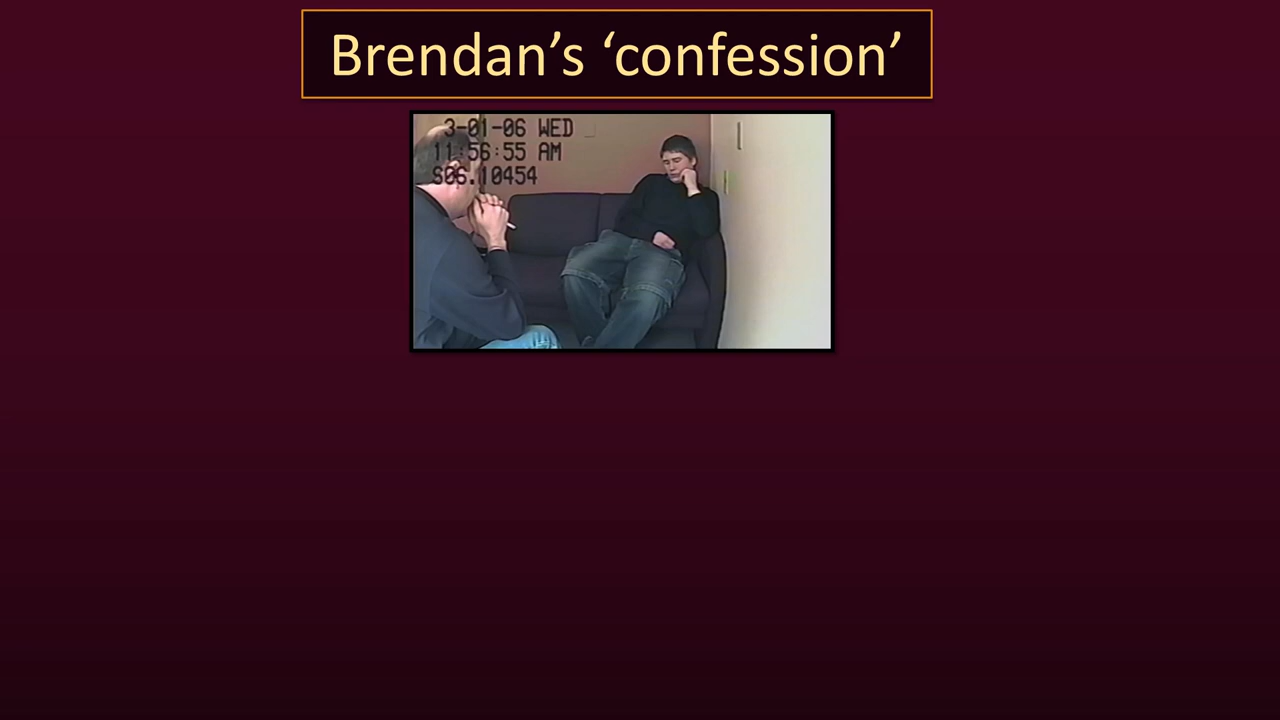 Brendan’s ‘confession’
3-01-06 WED
11:56:55 AM
S06.10454